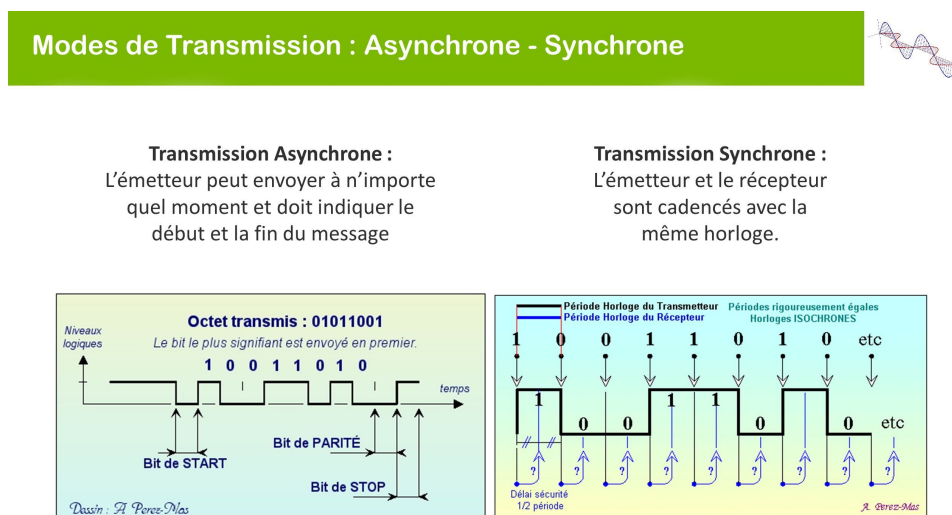 Modes de Transmission : Asynchrone - Synchrone
Transmission Asynchrone :
L'émetteur peut envoyer à n'importe
quel moment et doit indiquer le
début et la fin du message
Transmission Synchrone :
L'émetteur et le récepteur
sont cadencés avec la
même horloge.
Octet transmis : 01011001
Le bit le plus signifiant est envoyé en premier.
Niveaux
logiques
1 0 0 1 1 0 1 0
temps
Bit de PARITÉ
Bit de START
Bit de STOP
Dessin : A Perez-Mas
Période Horloge du Transmetteur
Période Horloge du Récepteur
Périodes rigoureusement égales
Horloges ISOCHRONES
1 0 0 1 1 0 1 0 etc
1 0 0 1 1 0 1 0 etc
? ? ? ? ? ? ? ? ?
Délai sécurité
1/2 période
A. Perez-Mas